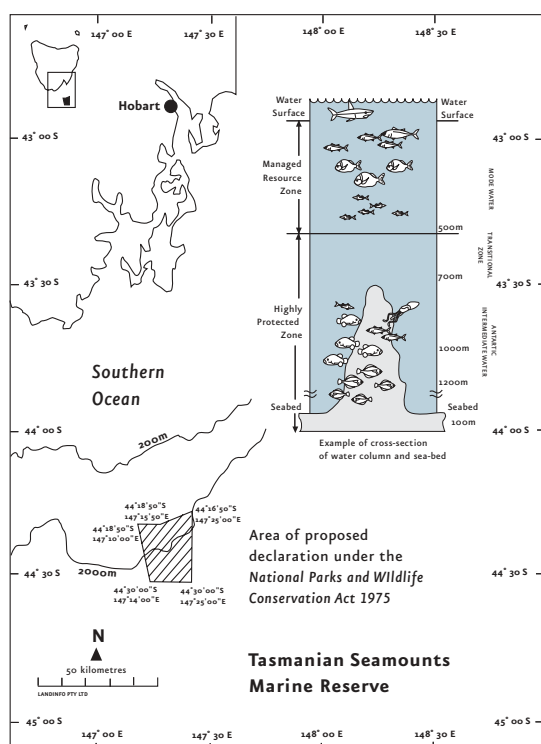 147° 00 E
147° 30 E
148° 00 E
148° 30 E
Hobart
43° 00 S
43° 30 S
Southern
Ocean
44° 00 S
200m
44° 18'50"S
147° 15'50"E
44° 16'50"S
147° 25'00"E
44° 18'50"S
147° 10'00"E
2000m
44° 30 S
44° 30'00"S
147° 14'00"E
44° 30'00"S
147° 25'00"E
N
50 kilometres
LANDINFO PTY LTD
45° 00 S
147° 00 E
147° 30 E
148° 00 E
148° 30 E
Water
Surface
Water
Surface
43° 00 S
Managed
Resource
Zone
MODE WATER
500m
TRANSITIONAL
ZONE
700m
43° 30 S
Highly
Protected
Zone
ANTARTIC
INTERMEDIATE WATER
1000m
1200m
Seabed
Seabed
100m
44° 00 S
Example of cross-section
of water column and sea-bed
Area of proposed
declaration under the
National Parks and WIldlife
Conservation Act 1975
44° 30 S
Tasmanian Seamounts
Marine Reserve
45° 00 S